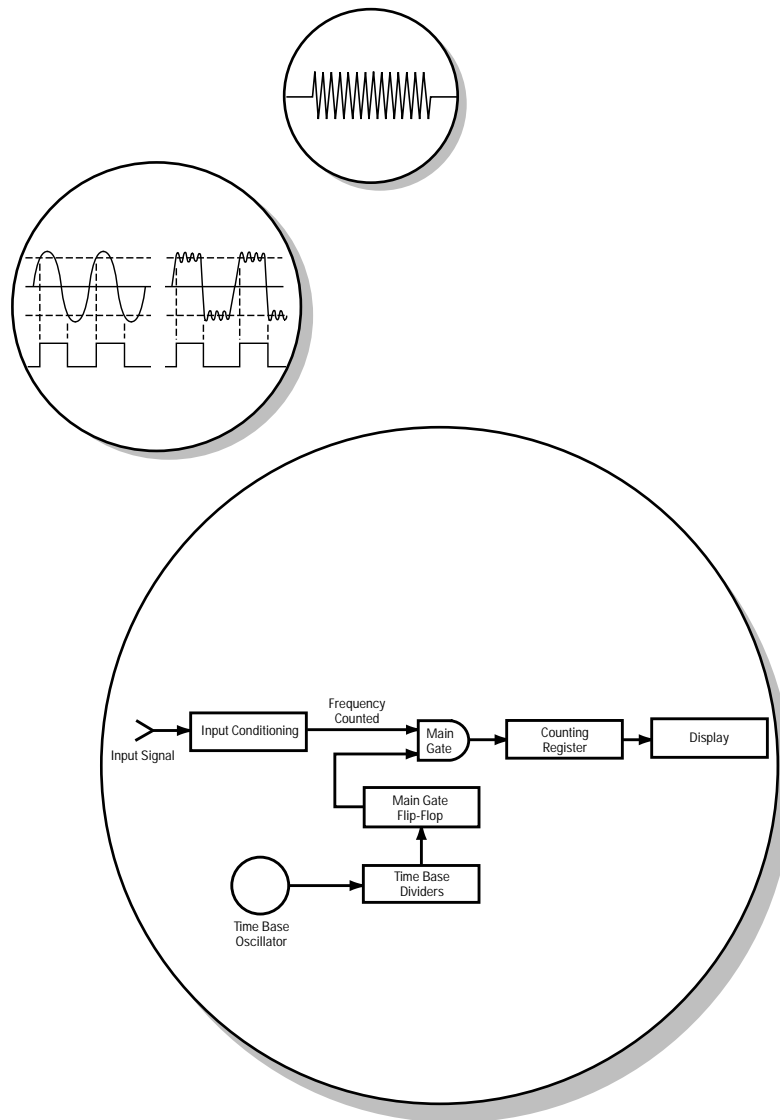 Frequency
Counted
Input Conditioning
Input Signal
Main
Gate
Counting
Register
Display
Main Gate
Flip-Flop
Time Base
Dividers
Time Base
Oscillator